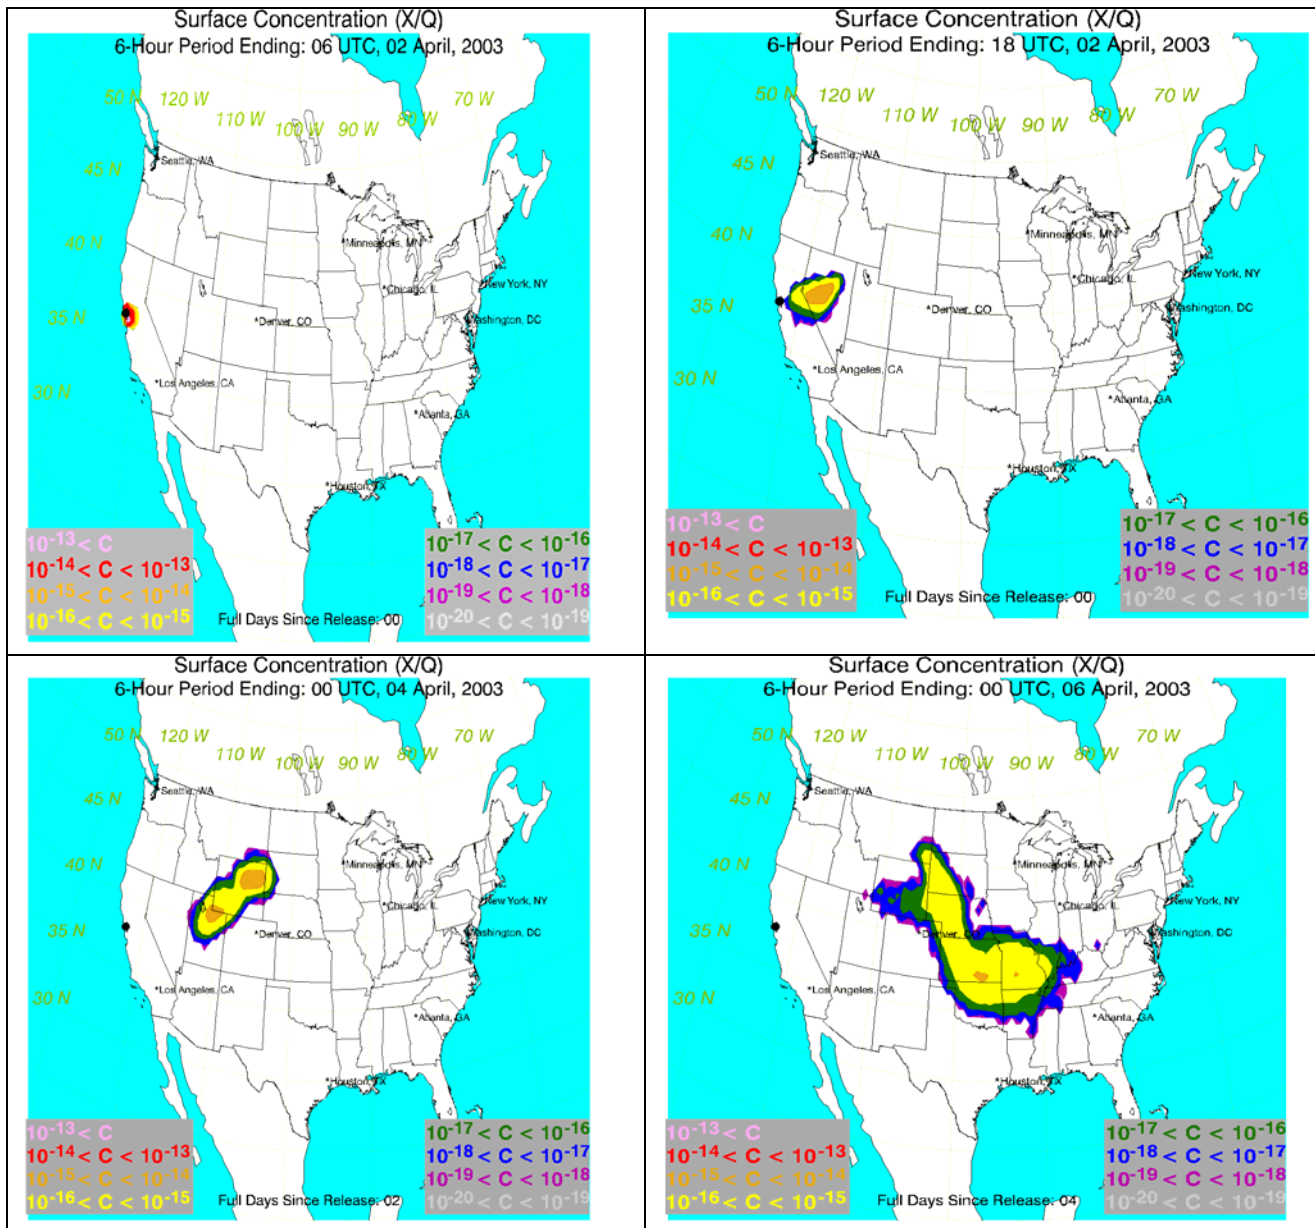 Surface Concentration (X/Q)
6-Hour Period Ending: 06 UTC, 02 April, 2003
50 N
120 W
110 W
100 W
90 W
80 W
70 W
45 N
40 N
35 N
30 N
Seattle, WA
Minneapolis, MN
Chicago, IL
New York, NY
Denver, CO
Washington, DC
Los Angeles, CA
Atlanta, GA
Houston, TX
10⁻¹³ < C
10⁻¹⁴ < C < 10⁻¹³
10⁻¹⁵ < C < 10⁻¹⁴
10⁻¹⁶ < C < 10⁻¹⁵
10⁻¹⁷ < C < 10⁻¹⁶
10⁻¹⁸ < C < 10⁻¹⁷
10⁻¹⁹ < C < 10⁻¹⁸
10⁻²⁰ < C < 10⁻¹⁹
Full Days Since Release: 00
Surface Concentration (X/Q)
6-Hour Period Ending: 18 UTC, 02 April, 2003
50 N
120 W
110 W
100 W
90 W
80 W
70 W
45 N
40 N
35 N
30 N
Seattle, WA
Minneapolis, MN
Chicago, IL
New York, NY
Denver, CO
Washington, DC
Los Angeles, CA
Atlanta, GA
Houston, TX
10⁻¹³ < C
10⁻¹⁴ < C < 10⁻¹³
10⁻¹⁵ < C < 10⁻¹⁴
10⁻¹⁶ < C < 10⁻¹⁵
10⁻¹⁷ < C < 10⁻¹⁶
10⁻¹⁸ < C < 10⁻¹⁷
10⁻¹⁹ < C < 10⁻¹⁸
10⁻²⁰ < C < 10⁻¹⁹
Full Days Since Release: 00
Surface Concentration (X/Q)
6-Hour Period Ending: 00 UTC, 04 April, 2003
50 N
120 W
110 W
100 W
90 W
80 W
70 W
45 N
40 N
35 N
30 N
Seattle, WA
Minneapolis, MN
Chicago, IL
New York, NY
Denver, CO
Washington, DC
Los Angeles, CA
Atlanta, GA
Houston, TX
10⁻¹³ < C
10⁻¹⁴ < C < 10⁻¹³
10⁻¹⁵ < C < 10⁻¹⁴
10⁻¹⁶ < C < 10⁻¹⁵
10⁻¹⁷ < C < 10⁻¹⁶
10⁻¹⁸ < C < 10⁻¹⁷
10⁻¹⁹ < C < 10⁻¹⁸
10⁻²⁰ < C < 10⁻¹⁹
Full Days Since Release: 02
Surface Concentration (X/Q)
6-Hour Period Ending: 00 UTC, 06 April, 2003
50 N
120 W
110 W
100 W
90 W
80 W
70 W
45 N
40 N
35 N
30 N
Seattle, WA
Minneapolis, MN
Chicago, IL
New York, NY
Denver, CO
Washington, DC
Los Angeles, CA
Atlanta, GA
Houston, TX
10⁻¹³ < C
10⁻¹⁴ < C < 10⁻¹³
10⁻¹⁵ < C < 10⁻¹⁴
10⁻¹⁶ < C < 10⁻¹⁵
10⁻¹⁷ < C < 10⁻¹⁶
10⁻¹⁸ < C < 10⁻¹⁷
10⁻¹⁹ < C < 10⁻¹⁸
10⁻²⁰ < C < 10⁻¹⁹
Full Days Since Release: 04